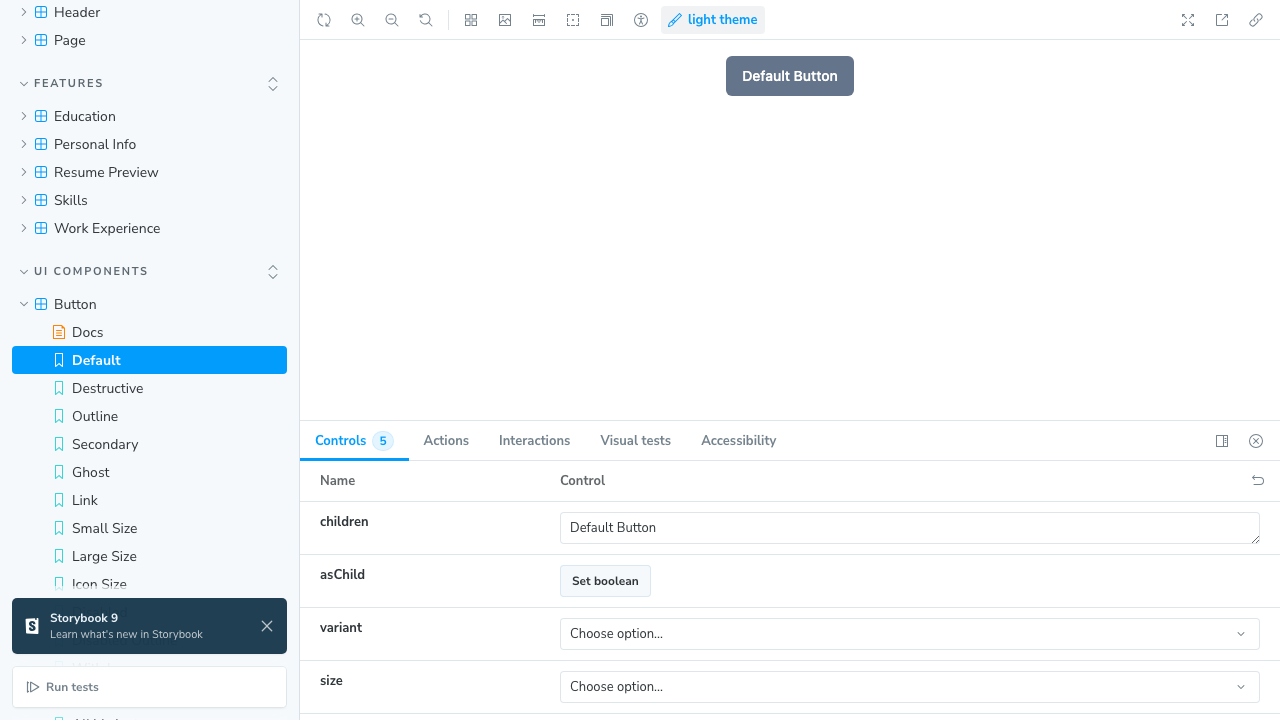 Header
Page
FEATURES
Education
Personal Info
Resume Preview
Skills
Work Experience
UI COMPONENTS
Button
Docs
Default
Destructive
Outline
Secondary
Ghost
Link
Small Size
Large Size
Icon Size
Storybook 9
Learn what's new in Storybook
Run tests
light theme
Default Button
Controls 5
Actions
Interactions
Visual tests
Accessibility
Name
Control
children
Default Button
asChild
Set boolean
variant
Choose option...
size
Choose option...